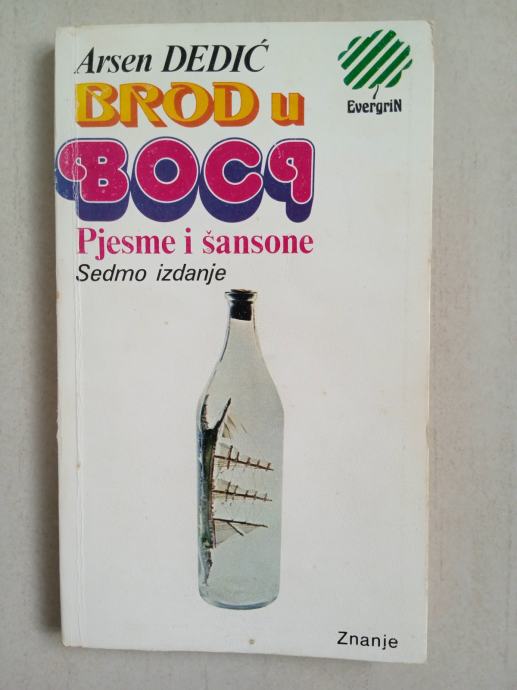 Arsen DEDIĆ
BROD u
BOCI
Pjesme i šansone
Sedmo izdanje
EvergriN
Znanje